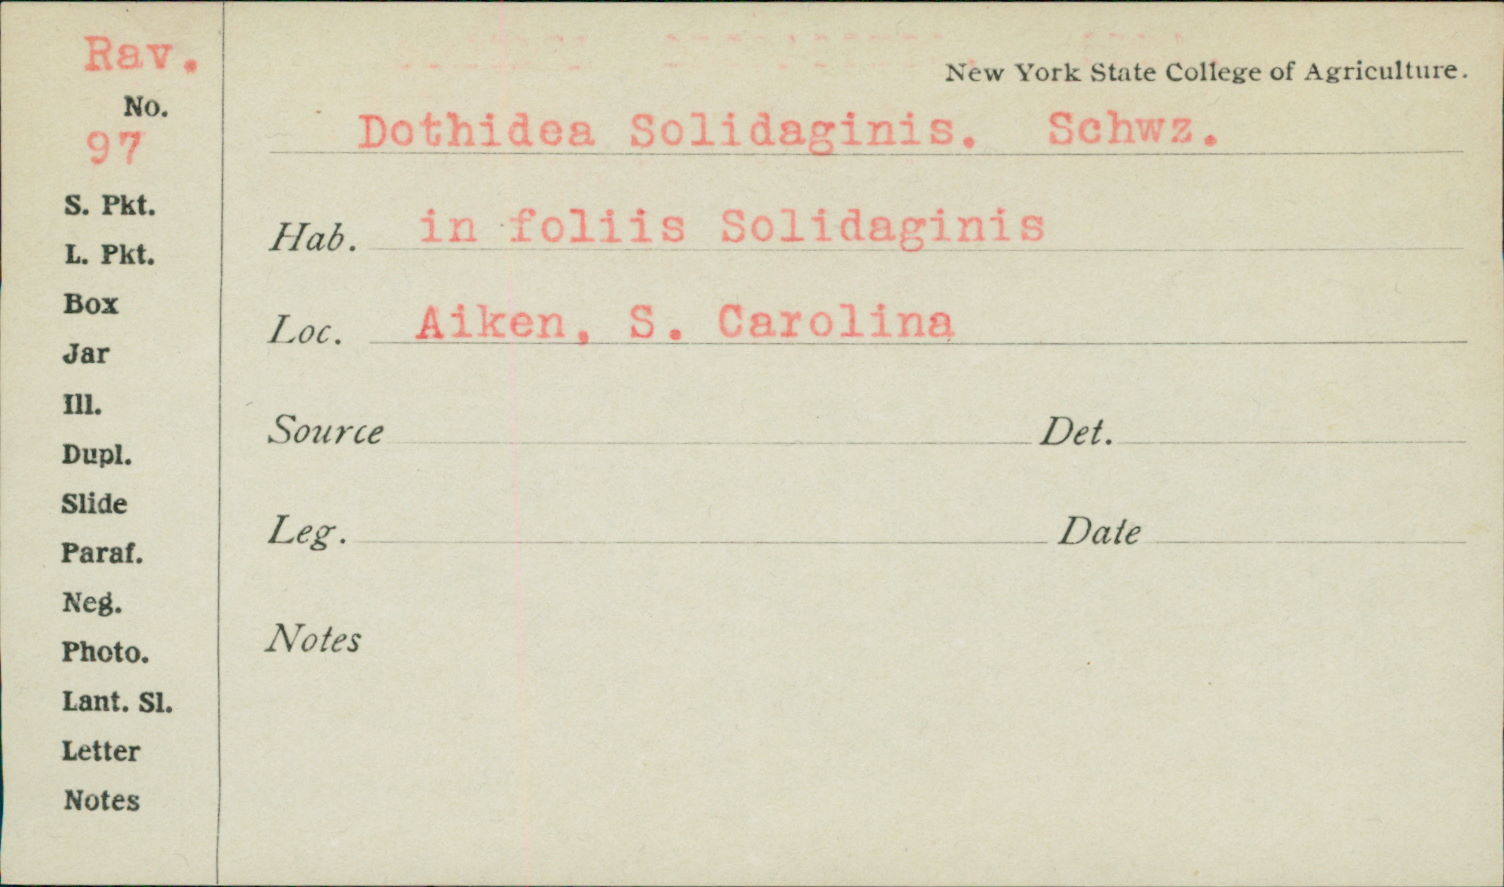 Rav.
No.
97
S. Pkt.
L. Pkt.
Box
Jar
Ill.
Dupl.
Slide
Paraf.
Neg.
Photo.
Lant. Sl.
Letter
Notes
New York State College of Agriculture.
Dothidea Solidaginis. Schwz.
Hab. in foliis Solidaginis
Loc. Aiken, S. Carolina
Source Det.
Leg. Date
Notes